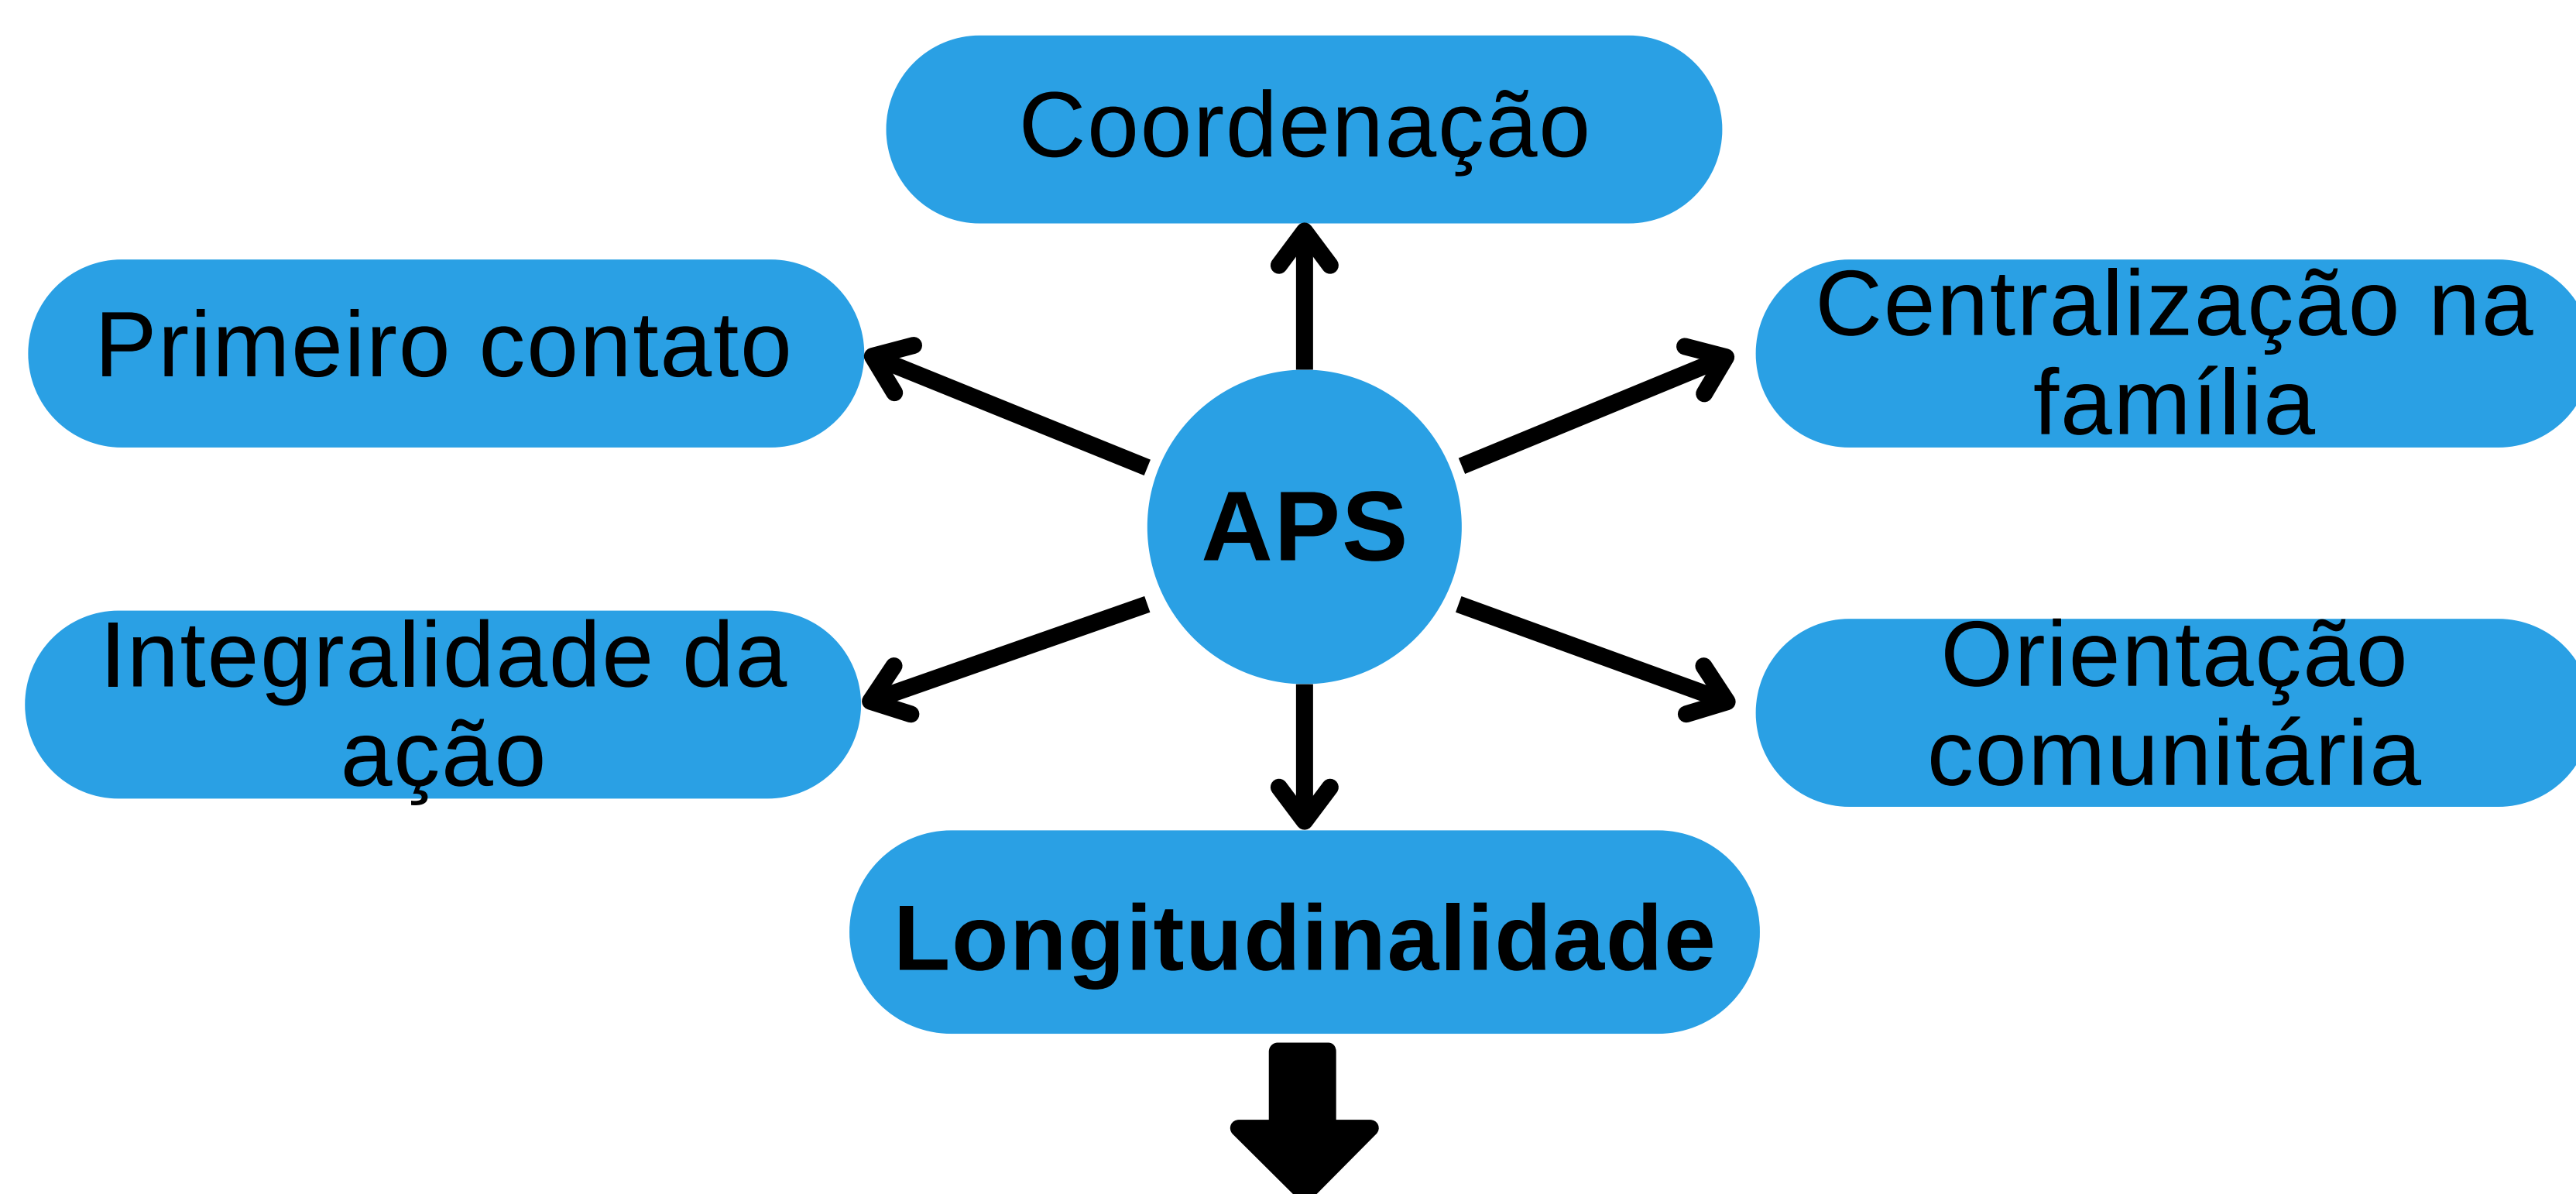 Coordenação
Primeiro contato
Centralização na
família
APS
Integralidade da
ação
Orientação
comunitária
Longitudinalidade